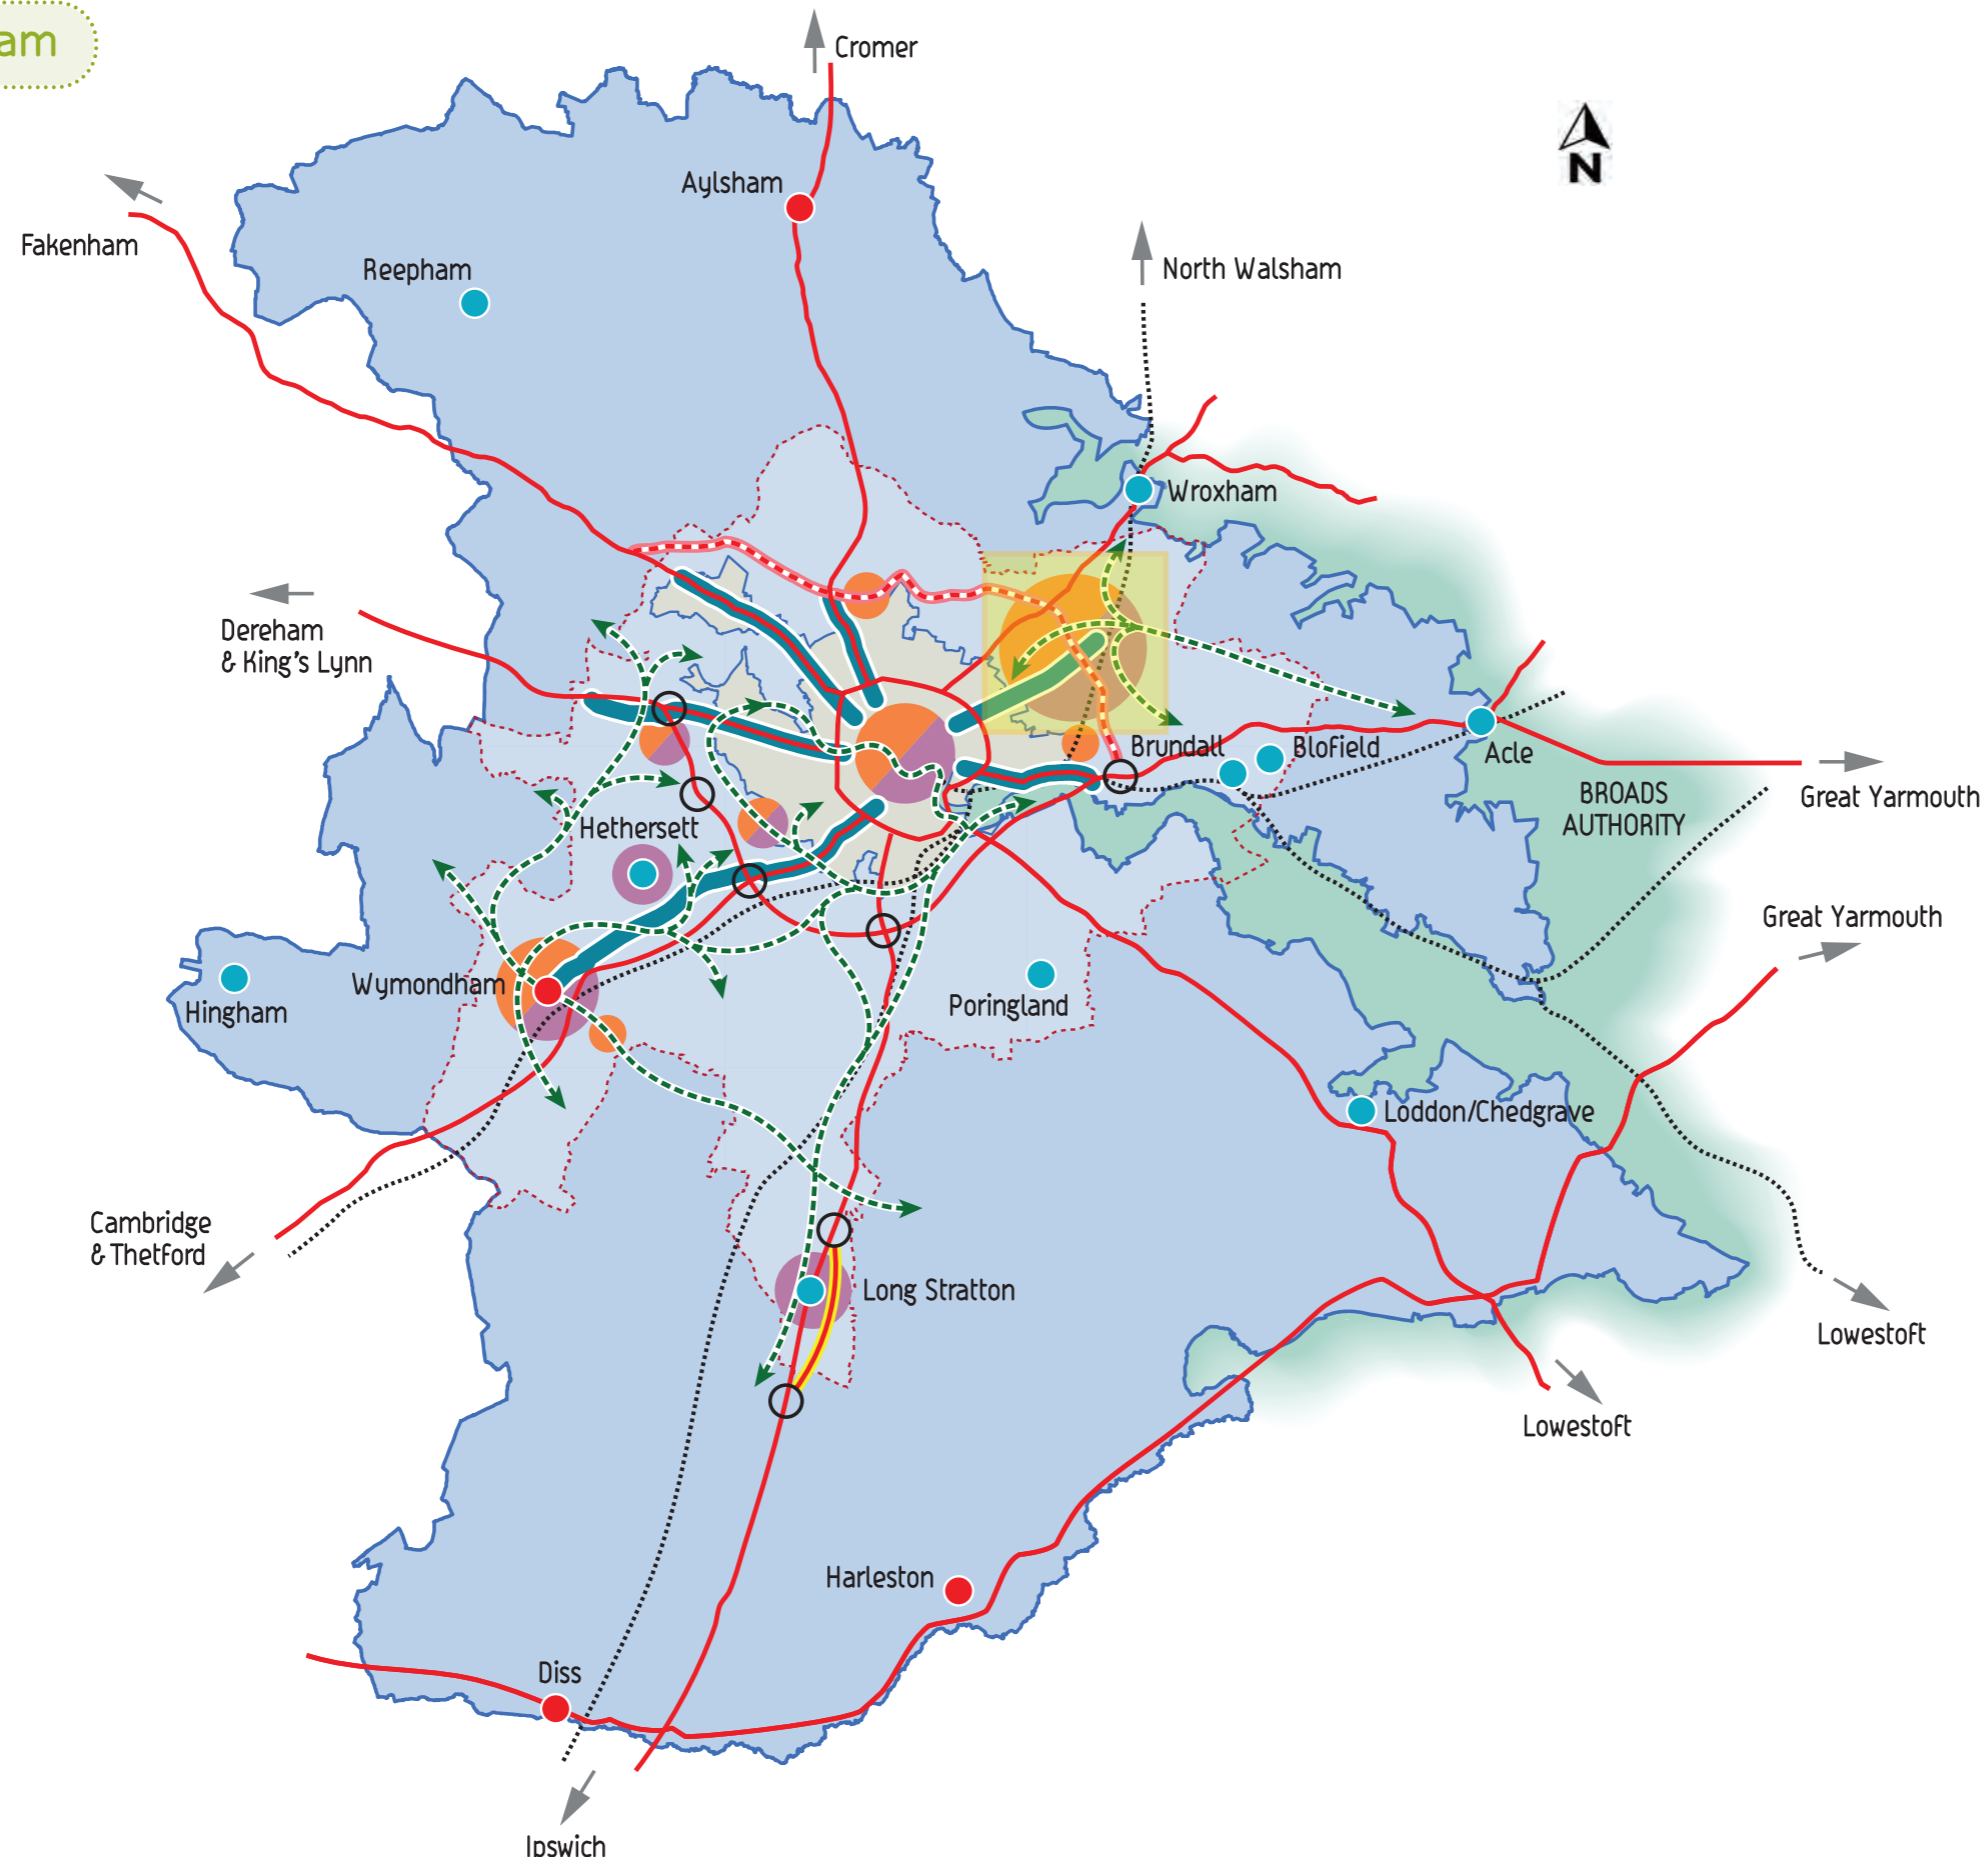 am
Cromer
N
Aylsham
Fakenham
Reepham
North Walsham
Wroxham
Dereham
& King's Lynn
Brundall
Blofield
Acle
BROADS
AUTHORITY
Great Yarmouth
Hethersett
Great Yarmouth
Wymondham
Hingham
Poringland
Loddon/Chedgrave
Cambridge
& Thetford
Long Stratton
Lowestoft
Lowestoft
Harleston
Diss
Ipswich